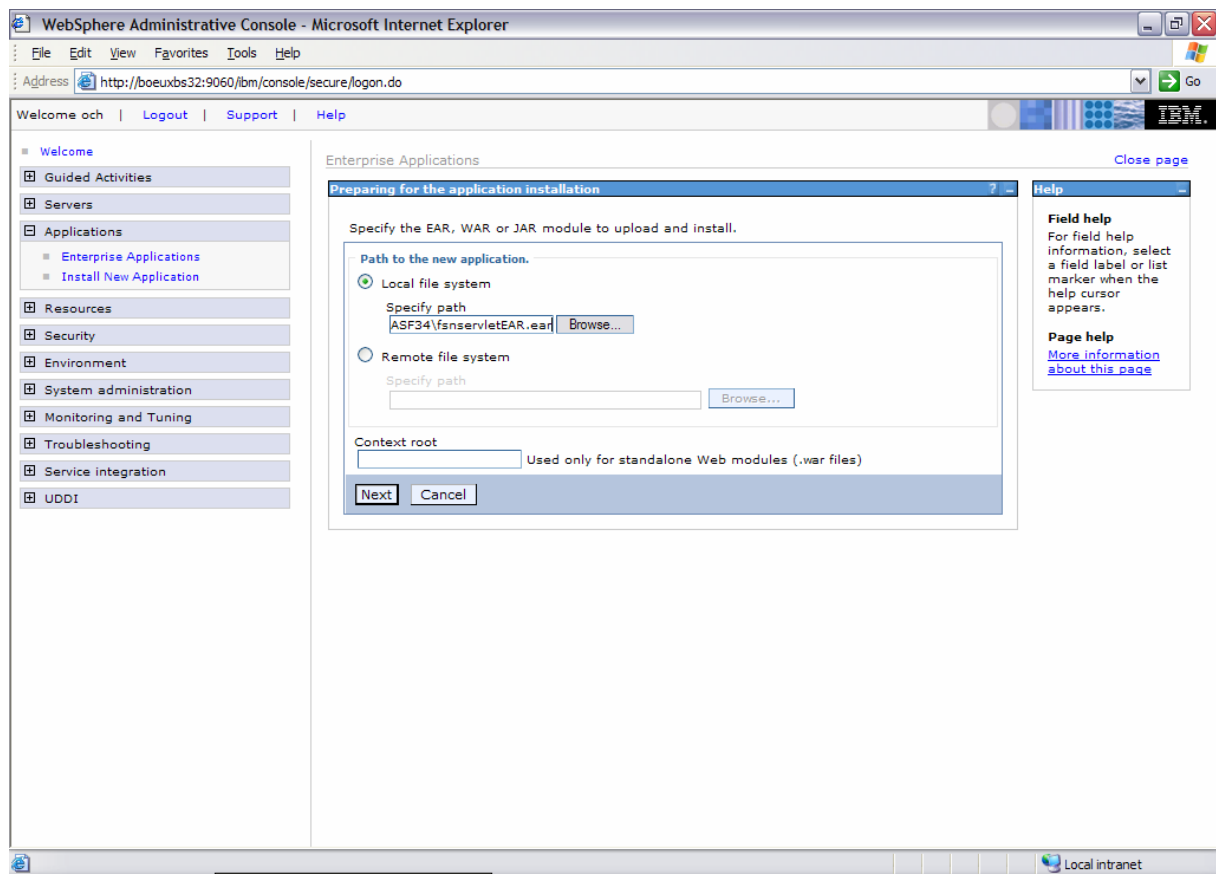 WebSphere Administrative Console - Microsoft Internet Explorer
File Edit View Favorites Tools Help
Address http://boeuxbs32:9060/ibm/console/secure/logon.do Go
Welcome och | Logout | Support | Help IBM.
Welcome
Guided Activities
Servers
Applications
Enterprise Applications
Install New Application
Resources
Security
Environment
System administration
Monitoring and Tuning
Troubleshooting
Service integration
UDDI
Enterprise Applications Close page
Preparing for the application installation ? -
Specify the EAR, WAR or JAR module to upload and install.
Path to the new application.
Local file system
Specify path
ASF34\fsnservletEAR.ear Browse...
Remote file system
Specify path
Browse...
Context root
Used only for standalone Web modules (.war files)
Next Cancel
Help -
Field help
For field help
information, select
a field label or list
marker when the
help cursor
appears.
Page help
More information
about this page
Local intranet